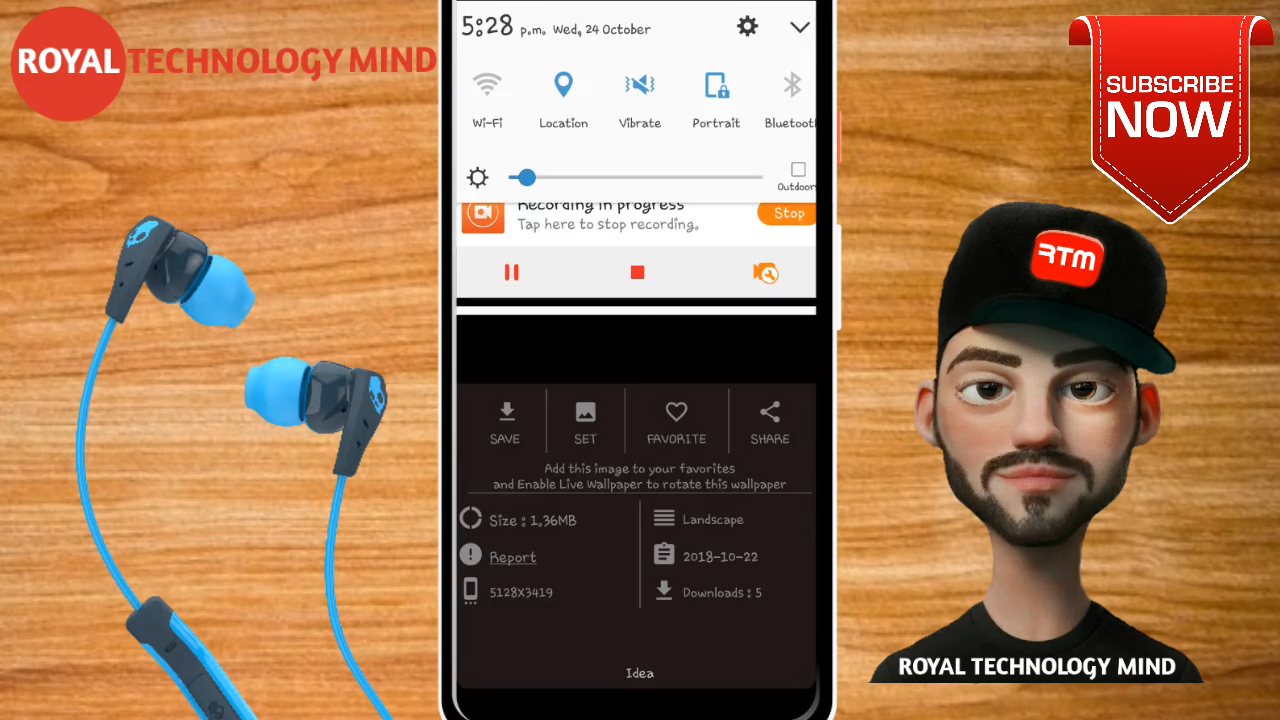 ROYAL TECHNOLOGY MIND
SUBSCRIBE
NOW
5:28 p.m. Wed, 24 October
Wi-Fi
Location
Vibrate
Portrait
Bluetooth
Outdoors
Recording in progress
Tap here to stop recording.
Stop
RTM
SAVE
SET
FAVORITE
SHARE
Add this image to your favorites
and Enable Live Wallpaper to rotate this wallpaper
Size : 1.36MB
Landscape
Report
2018-10-22
5128X3419
Downloads : 5
Idea
ROYAL TECHNOLOGY MIND